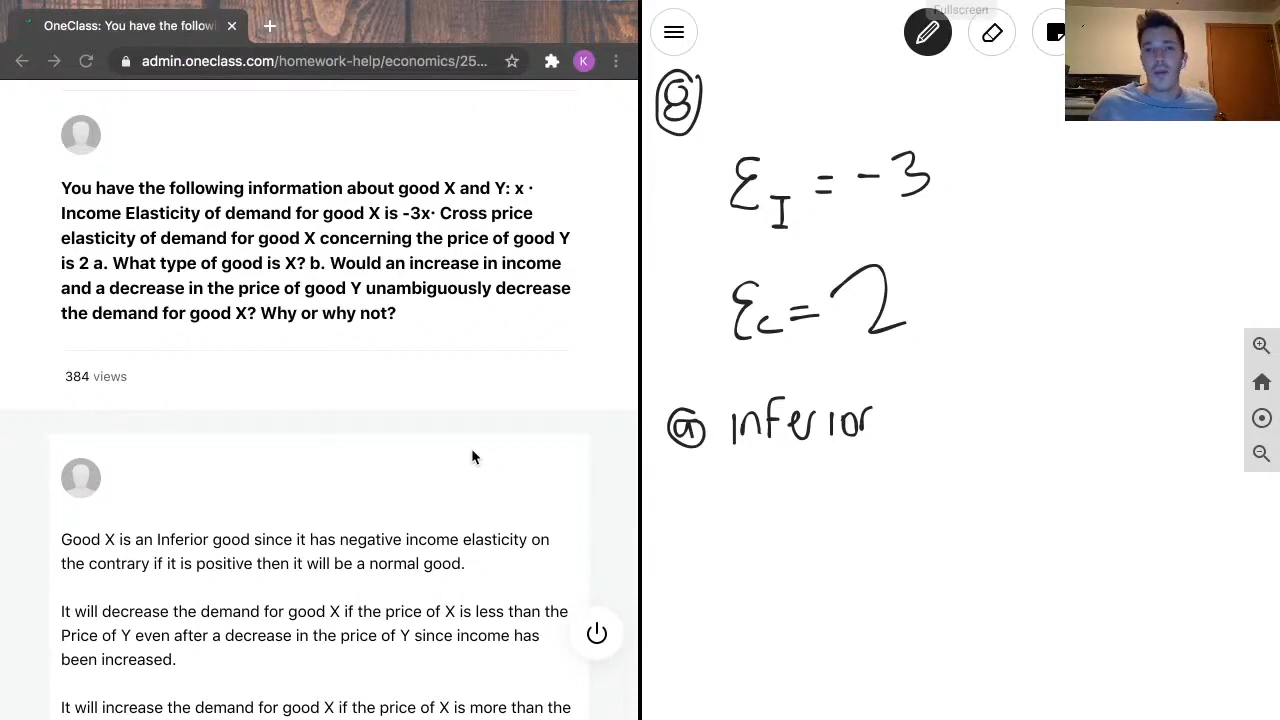 OneClass: You have the followi
admin.oneclass.com/homework-help/economics/25...
K
Fullscreen
You have the following information about good X and Y: x ·
Income Elasticity of demand for good X is -3x· Cross price
elasticity of demand for good X concerning the price of good Y
is 2 a. What type of good is X? b. Would an increase in income
and a decrease in the price of good Y unambiguously decrease
the demand for good X? Why or why not?
384 views
Good X is an Inferior good since it has negative income elasticity on
the contrary if it is positive then it will be a normal good.
It will decrease the demand for good X if the price of X is less than the
Price of Y even after a decrease in the price of Y since income has
been increased.
It will increase the demand for good X if the price of X is more than the
8
ƐI = -3
Ɛc = 2
a inferior